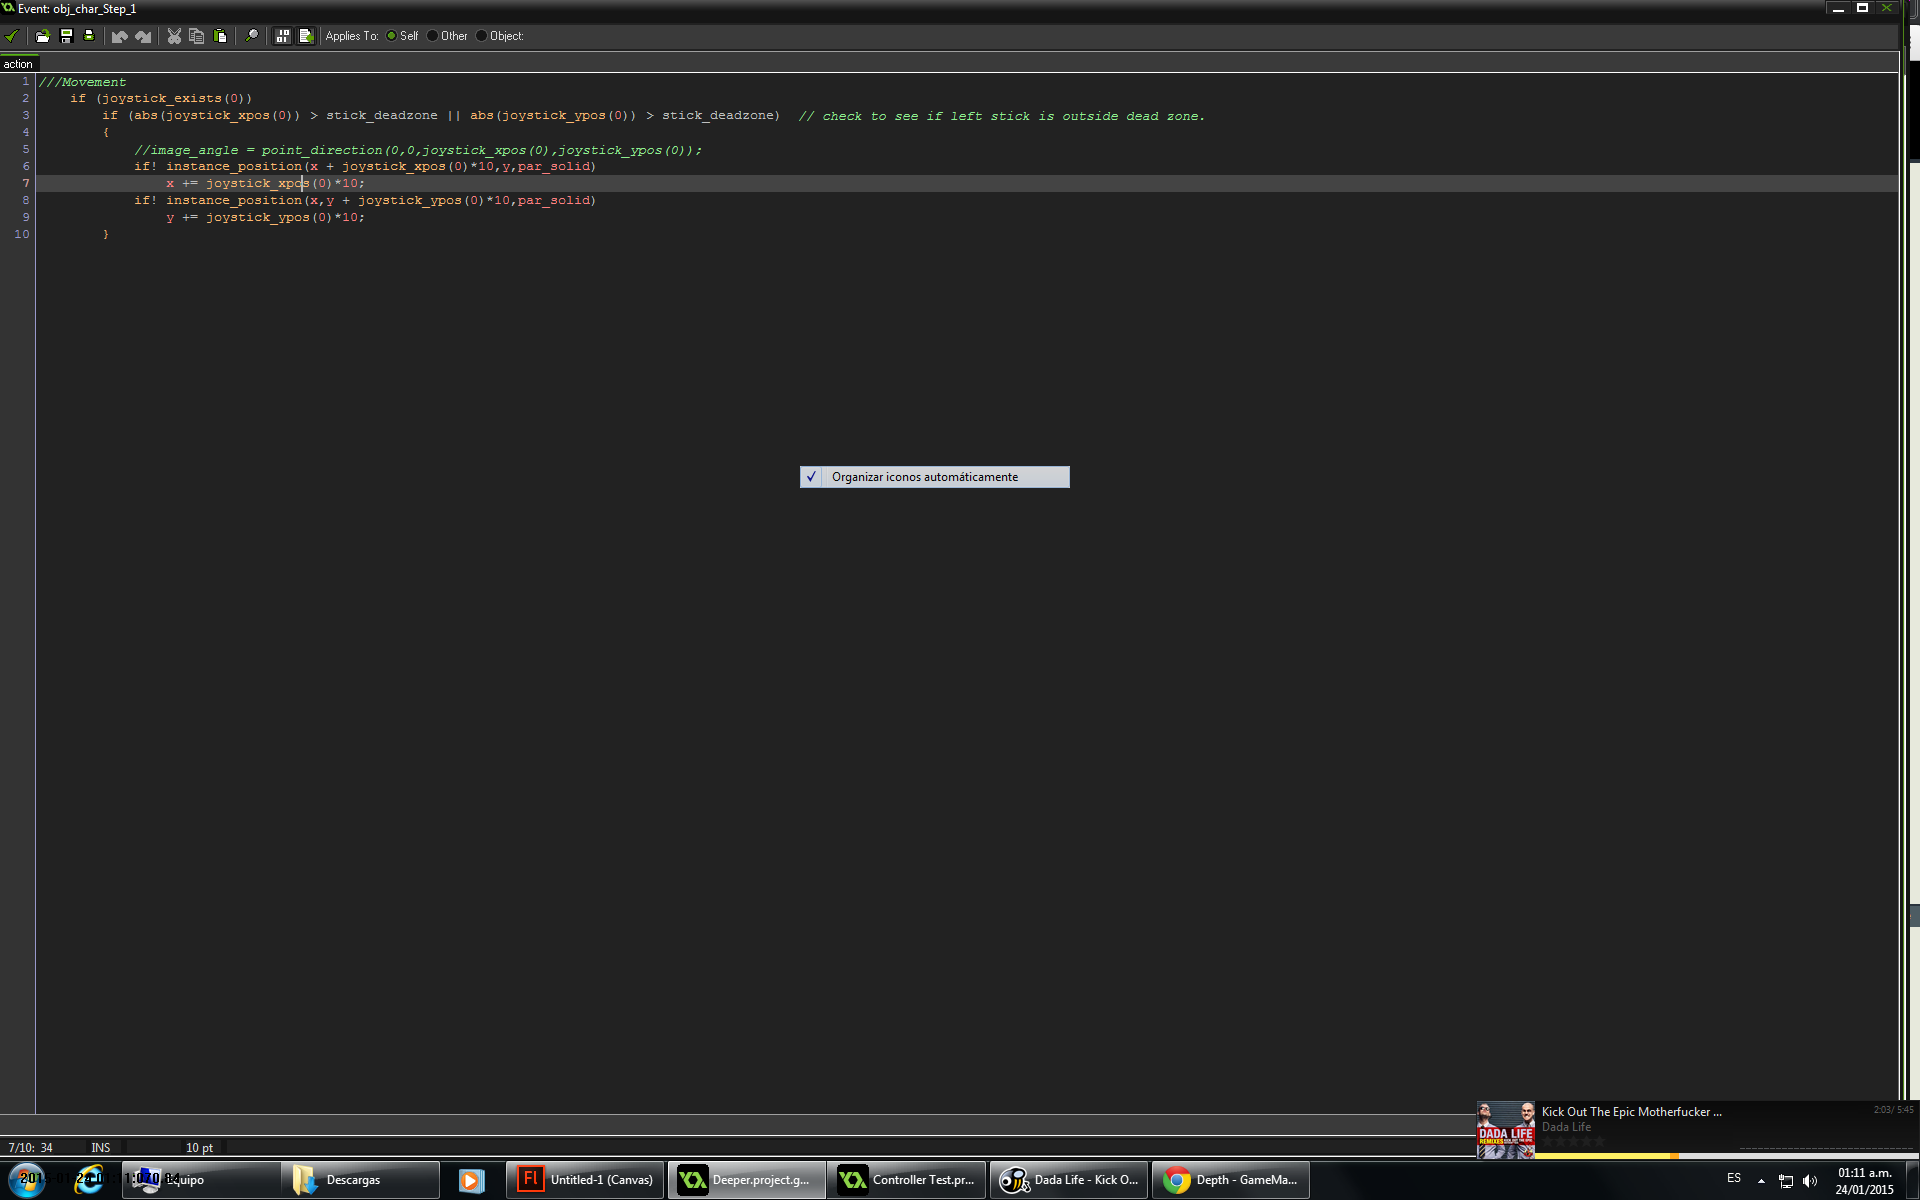 Event: obj_char_Step_1
Applies To: Self Other Object:
action
1 ///Movement
2 if (joystick_exists(0))
3 if (abs(joystick_xpos(0)) > stick_deadzone || abs(joystick_ypos(0)) > stick_deadzone) // check to see if left stick is outside dead zone.
4 {
5 //image_angle = point_direction(0,0,joystick_xpos(0),joystick_ypos(0));
6 if! instance_position(x + joystick_xpos(0)*10,y,par_solid)
7 x += joystick_xpos(0)*10;
8 if! instance_position(x,y + joystick_ypos(0)*10,par_solid)
9 y += joystick_ypos(0)*10;
10 }
Organizar iconos automáticamente
Kick Out The Epic Motherfucker ...
2:03/ 5:45
Dada Life
DADA LIFE
REMIXES
7/10: 34 INS 10 pt
Equipo
Descargas
Fl
Untitled-1 (Canvas)
Deeper.project.g...
Controller Test.pr...
Dada Life - Kick O...
Depth - GameMa...
ES
01:11 a.m.
24/01/2015